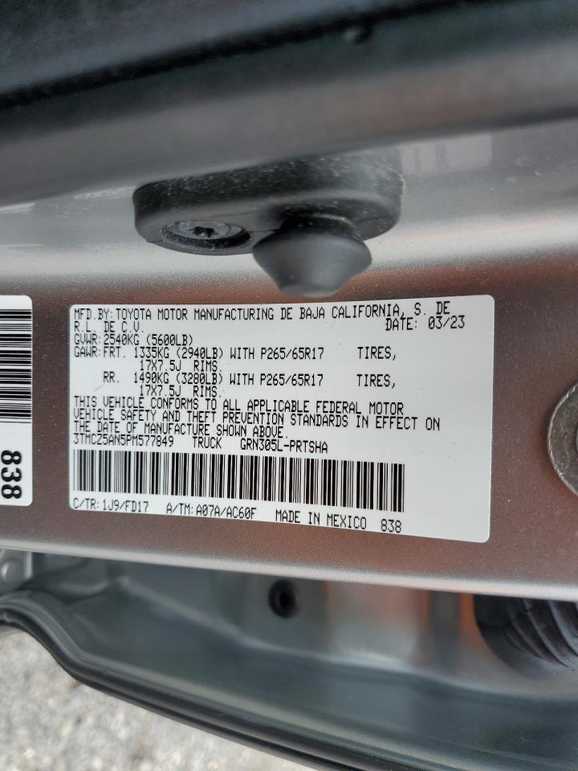 MFD.BY:TOYOTA MOTOR MANUFACTURING DE BAJA CALIFORNIA, S. DE
R.L. DE C.V. DATE: 03/23
GVWR:2540KG (5600LB)
GAWR:FRT. 1335KG (2940LB) WITH P265/65R17 TIRES,
17X7.5J RIMS.
RR. 1490KG (3280LB) WITH P265/65R17 TIRES,
17X7.5J RIMS.
THIS VEHICLE CONFORMS TO ALL APPLICABLE FEDERAL MOTOR
VEHICLE SAFETY AND THEFT PREVENTION STANDARDS IN EFFECT ON
THE DATE OF MANUFACTURE SHOWN ABOVE.
3TMCZ5AN5PM577849 TRUCK GRN305L-PRTSHA
C/TR:1J9/FD17 A/TM:A07A/AC60F MADE IN MEXICO 838
838